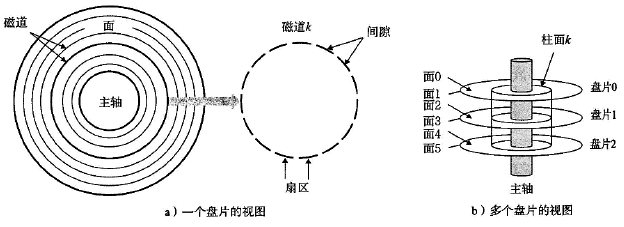 磁道
面
主轴
磁道k
间隙
扇区
a）一个盘片的视图
柱面k
面0
面1
面2
面3
面4
面5
盘片0
盘片1
盘片2
主轴
b）多个盘片的视图